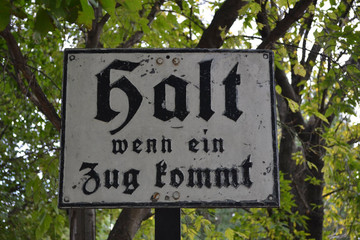 Halt
wenn ein
Zug kommt